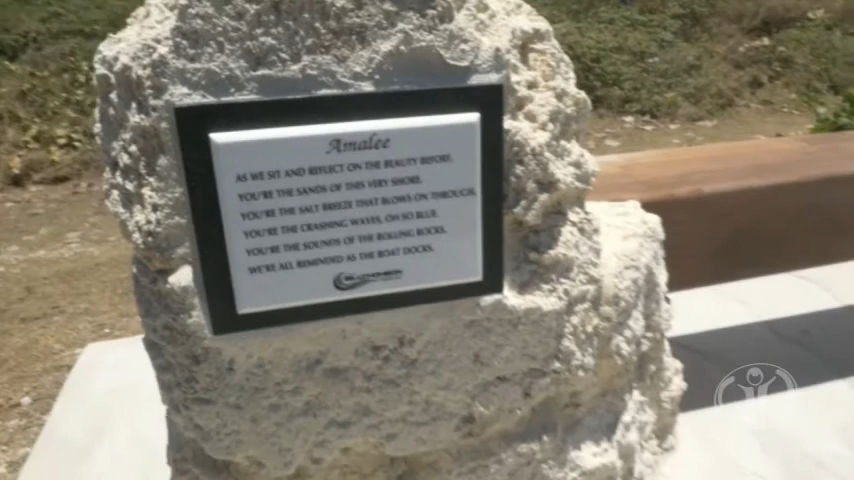 Amalee
AS WE SIT AND REFLECT ON THE BEAUTY BEFORE,
YOU'RE THE SANDS OF THIS VERY SHORE.
YOU'RE THE SALT BREEZE THAT BLOWS ON THROUGH,
YOU'RE THE CRASHING WAVES, OH SO BLUE.
YOU'RE THE SOUNDS OF THE ROLLING ROCKS,
WE'RE ALL REMINDED AS THE BOAT DOCKS.